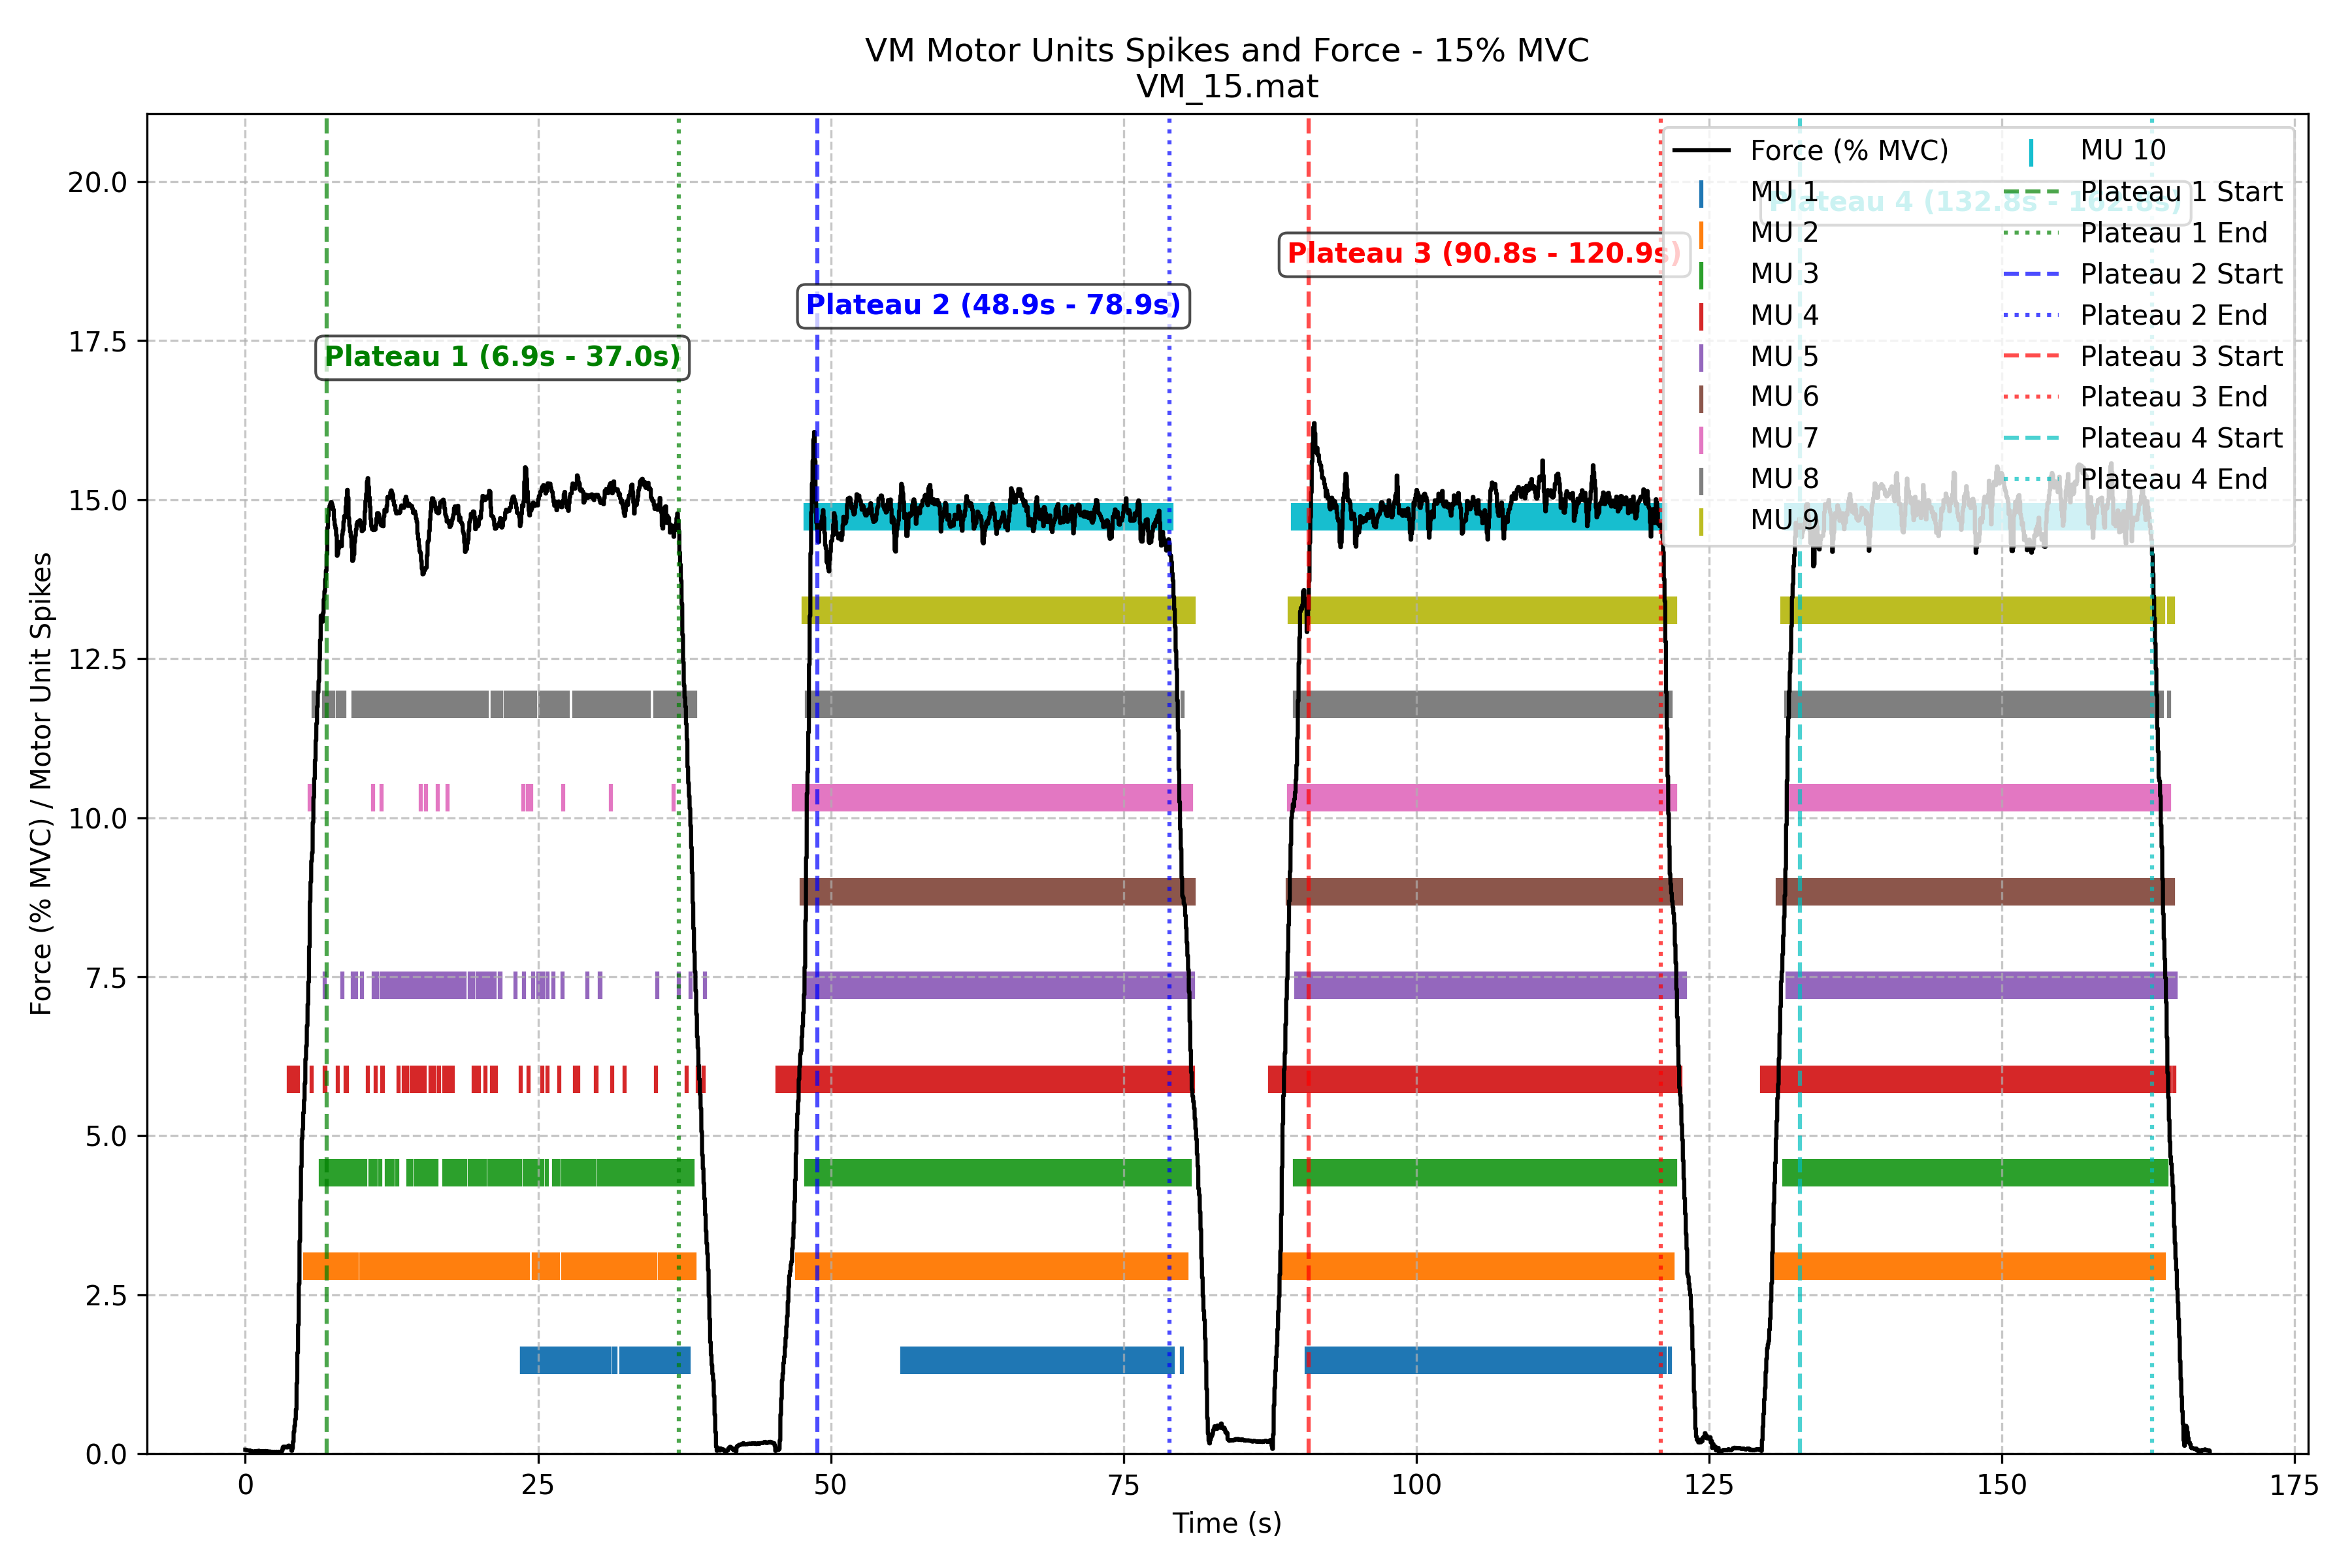 VM Motor Units Spikes and Force - 15% MVC
VM_15.mat
Force (% MVC) / Motor Unit Spikes
20.0
17.5
15.0
12.5
10.0
7.5
5.0
2.5
0.0
Plateau 1 (6.9s - 37.0s)
Plateau 2 (48.9s - 78.9s)
Plateau 3 (90.8s - 120.9s)
Plateau 4 (132.8s - 162.8s)
Force (% MVC)
MU 1
MU 2
MU 3
MU 4
MU 5
MU 6
MU 7
MU 8
MU 9
MU 10
Plateau 1 Start
Plateau 1 End
Plateau 2 Start
Plateau 2 End
Plateau 3 Start
Plateau 3 End
Plateau 4 Start
Plateau 4 End
0
25
50
75
100
125
150
175
Time (s)